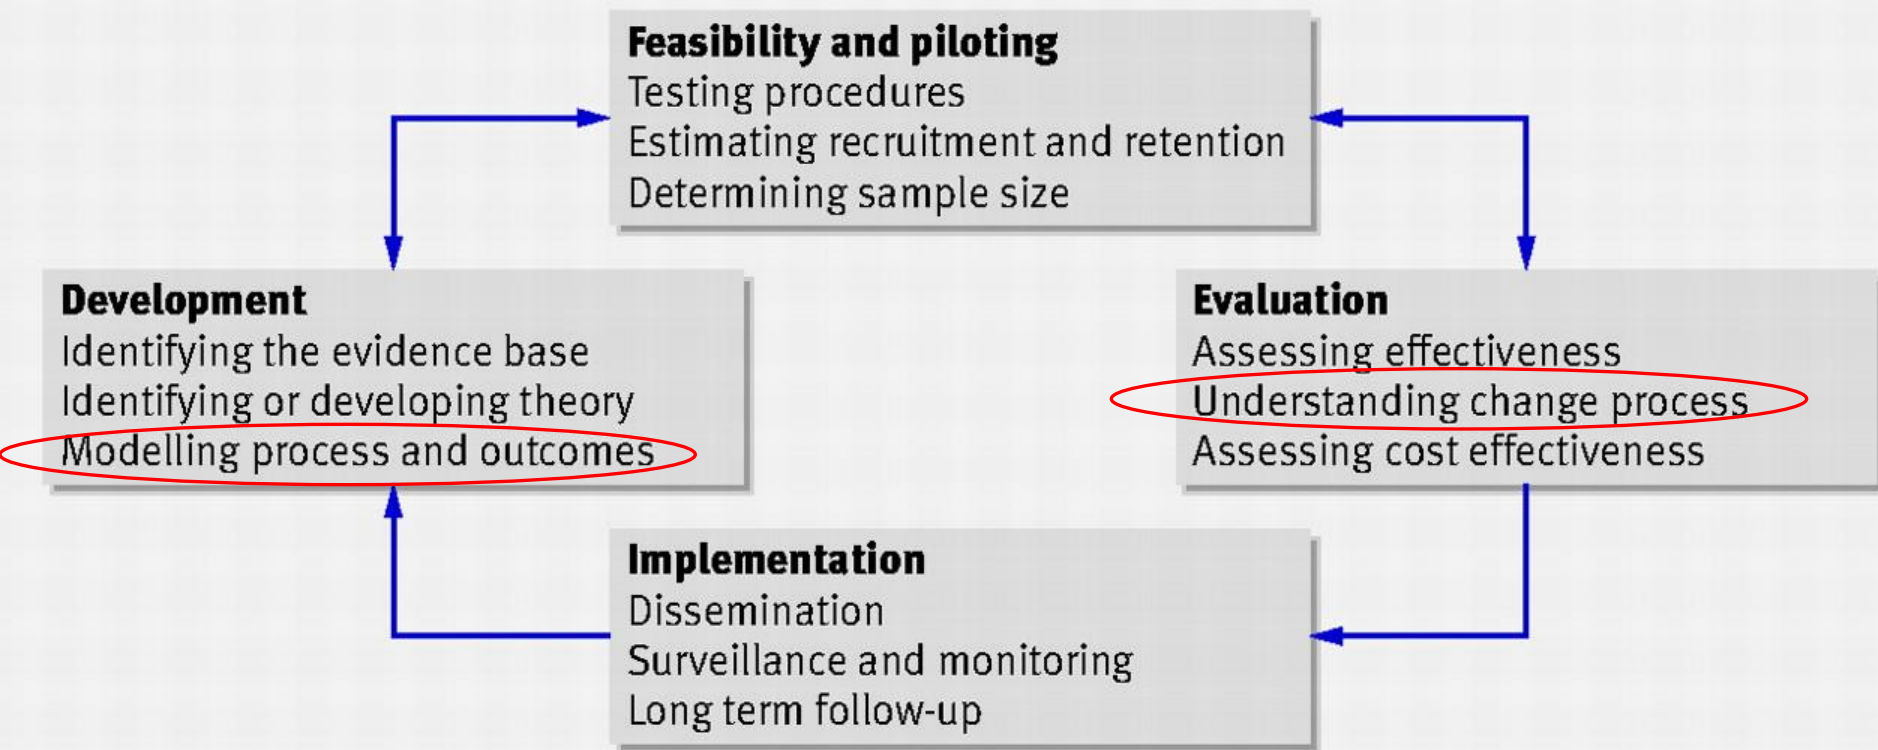 Feasibility and piloting
Testing procedures
Estimating recruitment and retention
Determining sample size
Development
Identifying the evidence base
Identifying or developing theory
Modelling process and outcomes
Evaluation
Assessing effectiveness
Understanding change process
Assessing cost effectiveness
Implementation
Dissemination
Surveillance and monitoring
Long term follow-up